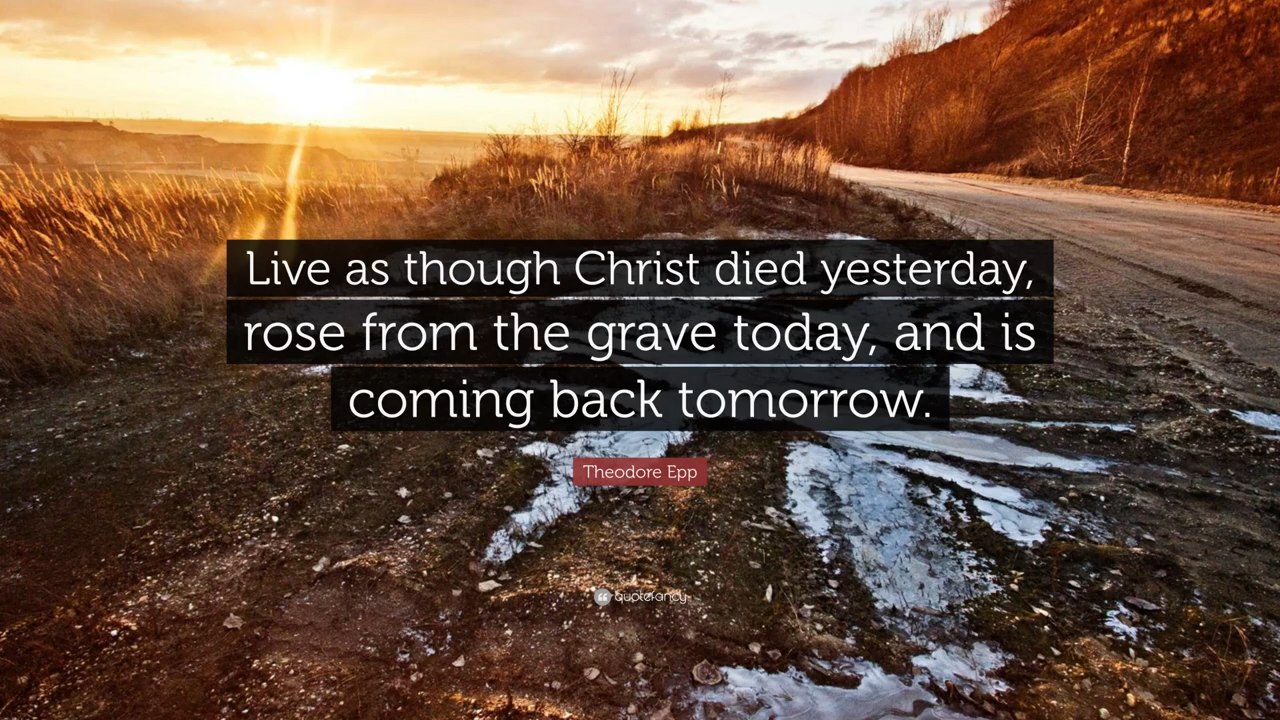 Live as though Christ died yesterday,
rose from the grave today, and is
coming back tomorrow.
Theodore Epp
quotefancy